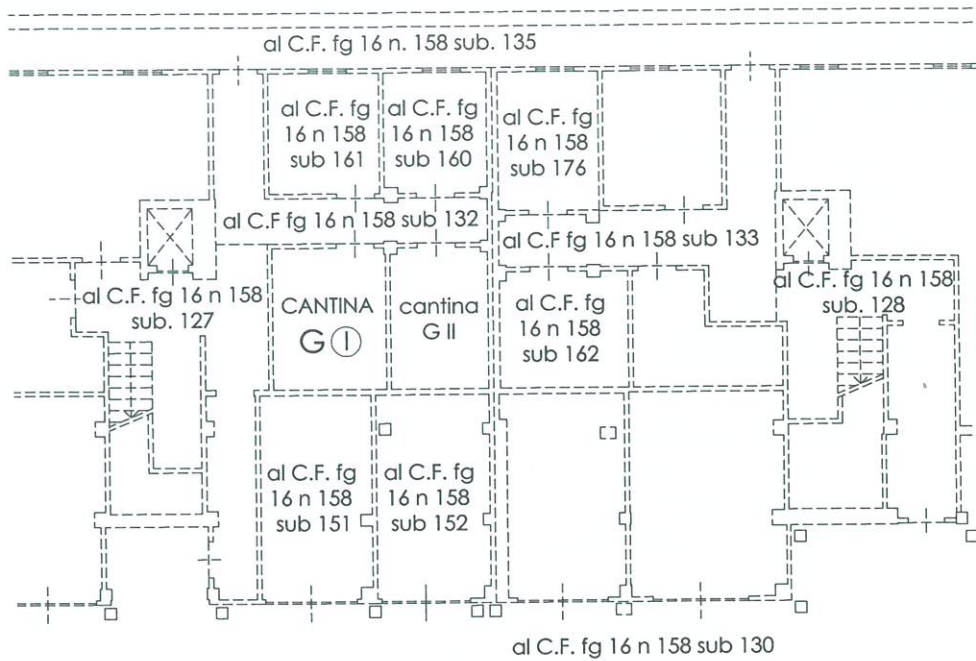 al C.F. fg 16 n. 158 sub. 135
al C.F. fg
16 n 158
sub 161
al C.F. fg
16 n 158
sub 160
al C.F. fg
16 n 158
sub 176
al C.F fg 16 n 158 sub 132
al C.F fg 16 n 158 sub 133
al C.F. fg 16 n 158
sub. 127
CANTINA
G I
cantina
G II
al C.F. fg
16 n 158
sub 162
al C.F. fg 16 n 158
sub. 128
al C.F. fg
16 n 158
sub 151
al C.F. fg
16 n 158
sub 152
al C.F. fg 16 n 158 sub 130